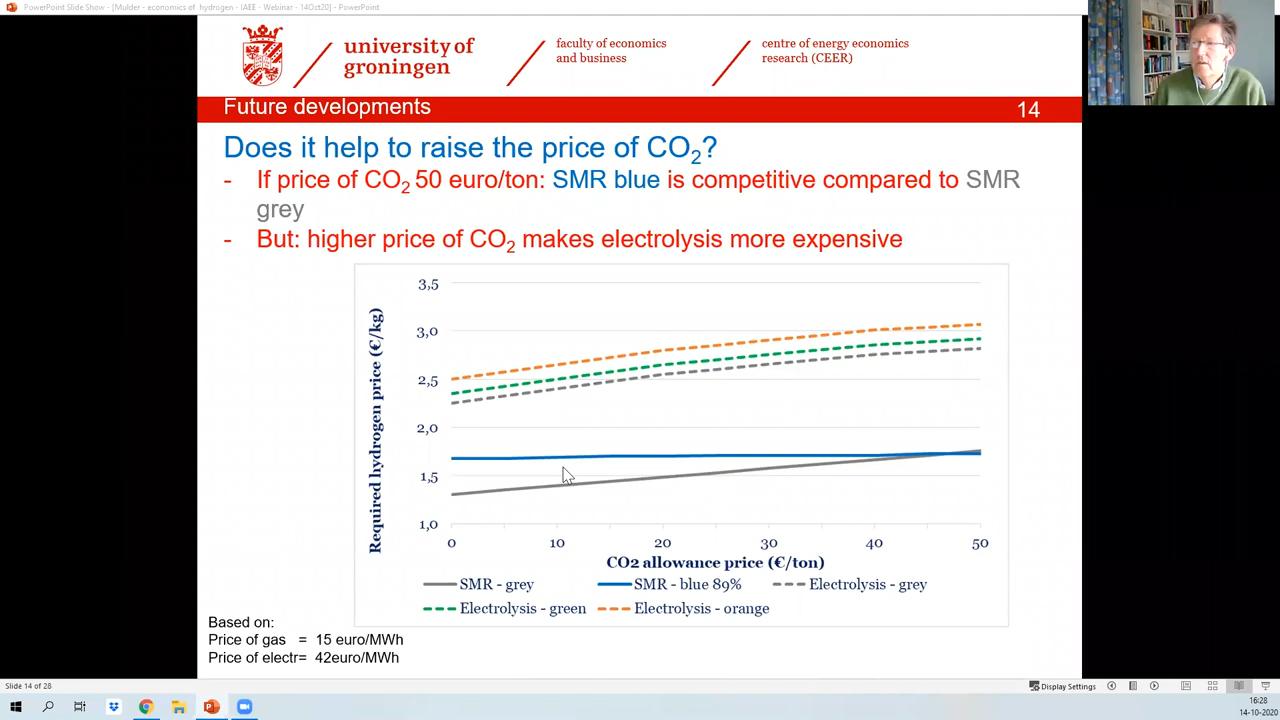 PowerPoint Slide Show - [Mulder - economics of hydrogen - IAEE - Webinar - 14Oct20] - PowerPoint
university of
groningen
faculty of economics
and business
centre of energy economics
research (CEER)
Future developments
14
Does it help to raise the price of CO2?
- If price of CO2 50 euro/ton: SMR blue is competitive compared to SMR
grey
- But: higher price of CO2 makes electrolysis more expensive
Required hydrogen price (€/kg)
3,5
3,0
2,5
2,0
1,5
1,0
0 10 20 30 40 50
CO2 allowance price (€/ton)
SMR - grey SMR - blue 89% Electrolysis - grey
Electrolysis - green Electrolysis - orange
Based on:
Price of gas = 15 euro/MWh
Price of electr= 42euro/MWh
Slide 14 of 28
Display Settings
16:28
14-10-2020